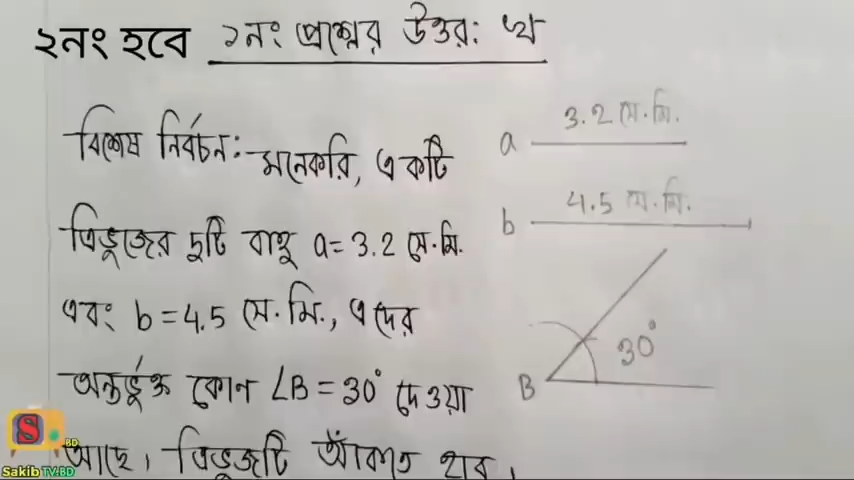 ২নং হবে ১নং প্রশ্নের উত্তর: খ
বিশেষ নির্বচন:- মনেকরি, একটি
ত্রিভুজের দুটি বাহু a = 3.2 সে.মি.
এবং b = 4.5 সে.মি., এদের
অন্তর্ভুক্ত কোন ∠B = 30° দেওয়া
আছে। ত্রিভুজটি আঁকতে হবে।
3.2 সে.মি.
a
4.5 সে.মি.
b
30°
B
S
BD
Sakib TV.BD